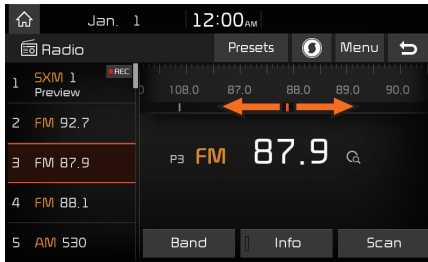 Jan. 1 12:00 AM
Radio Presets Menu
1 SXM 1 REC
Preview
108.0 87.0 88.0 89.0 90.0
2 FM 92.7
3 FM 87.9
P3 FM 87.9
4 FM 88.1
5 AM 530
Band Info Scan